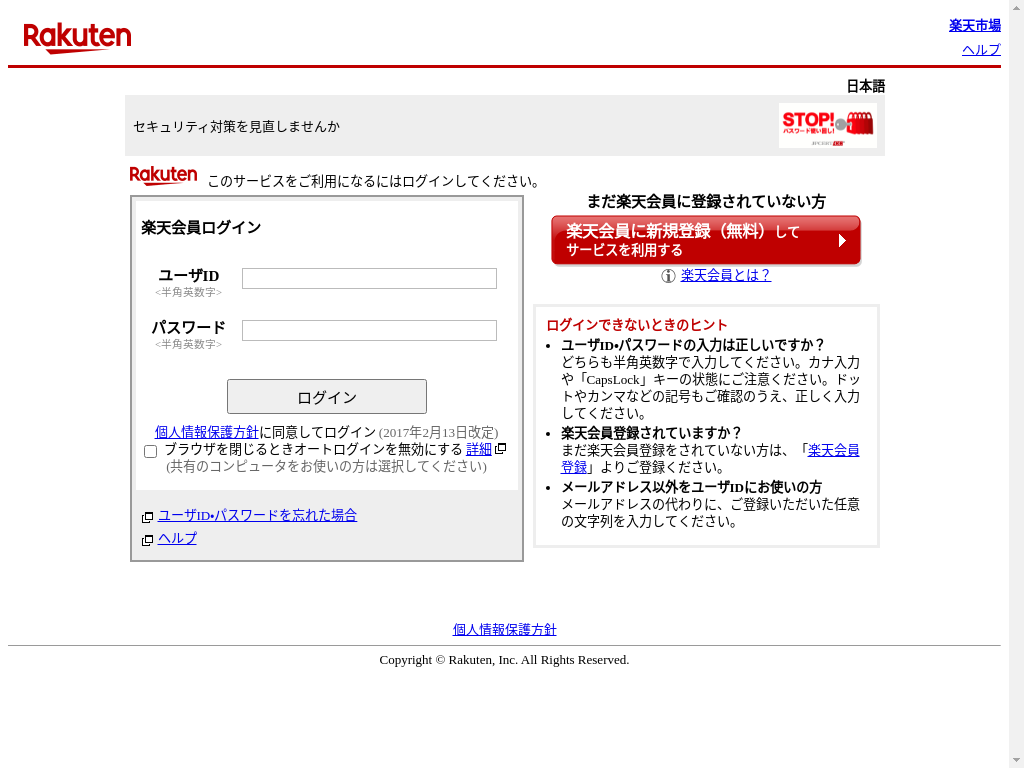 Rakuten
楽天市場
ヘルプ
日本語
セキュリティ対策を見直しませんか
STOP!
パスワード使い回し!
Rakuten このサービスをご利用になるにはログインしてください。
楽天会員ログイン
ユーザID
<半角英数字>
パスワード
<半角英数字>
ログイン
個人情報保護方針に同意してログイン (2017年2月13日改定)
ブラウザを閉じるときオートログインを無効にする 詳細
(共有のコンピュータをお使いの方は選択してください)
ユーザID・パスワードを忘れた場合
ヘルプ
まだ楽天会員に登録されていない方
楽天会員に新規登録（無料）して
サービスを利用する
楽天会員とは？
ログインできないときのヒント
ユーザID・パスワードの入力は正しいですか？
どちらも半角英数字で入力してください。カナ入力
や「CapsLock」キーの状態にご注意ください。ドッ
トやカンマなどの記号もご確認のうえ、正しく入力
してください。
楽天会員登録されていますか？
まだ楽天会員登録をされていない方は、「楽天会員
登録」よりご登録ください。
メールアドレス以外をユーザIDにお使いの方
メールアドレスの代わりに、ご登録いただいた任意
の文字列を入力してください。
個人情報保護方針
Copyright © Rakuten, Inc. All Rights Reserved.